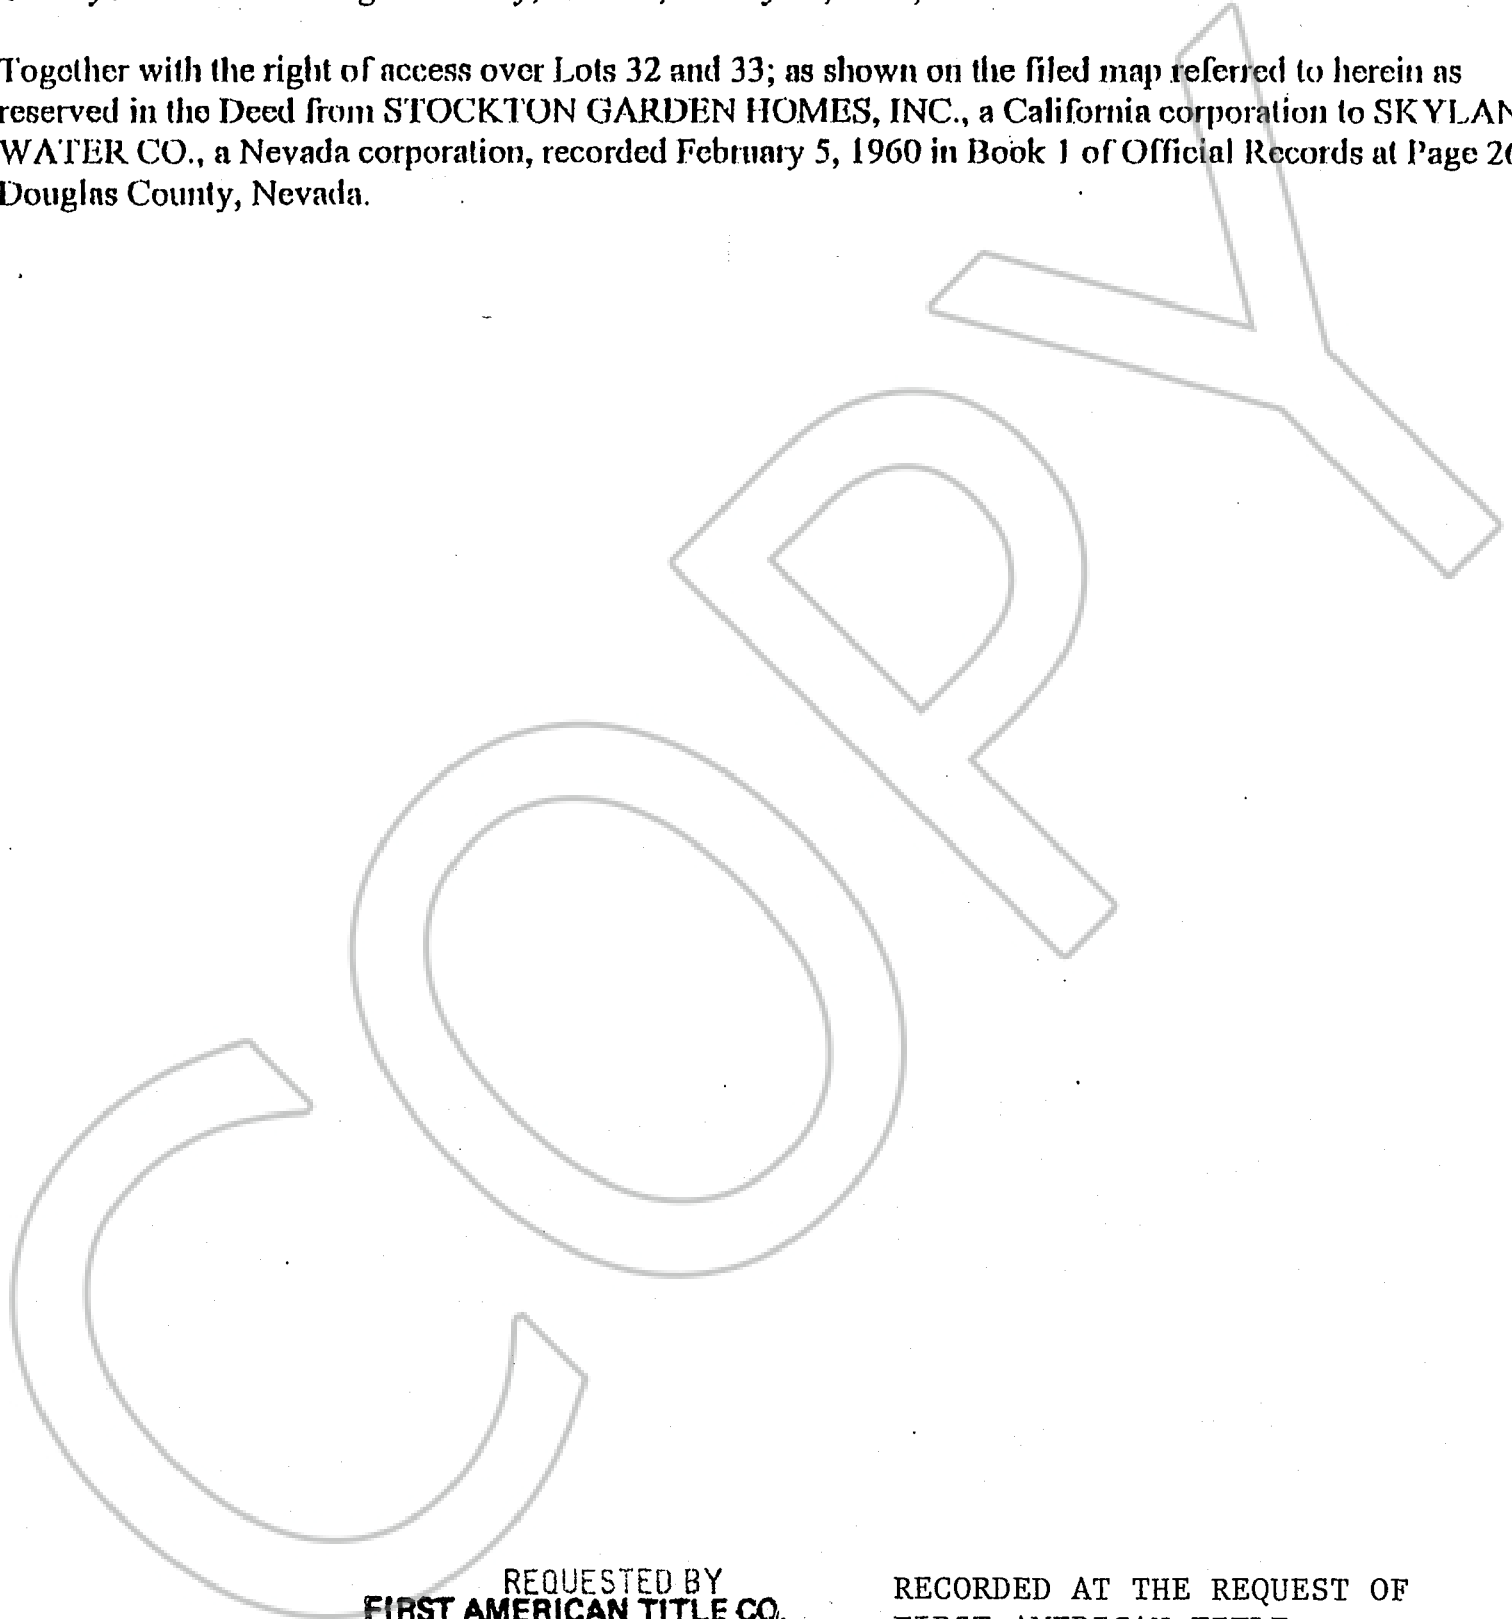 Together with the right of access over Lots 32 and 33; as shown on the filed map referred to herein as
reserved in the Deed from STOCKTON GARDEN HOMES, INC., a California corporation to
WATER CO., a Nevada corporation, recorded February 5, 1960 in Book 1 of Official Records at Page
Douglas County, Nevada.
COPY
REQUESTED BY
FIRST AMERICAN TITLE CO.
RECORDED AT THE REQUEST OF